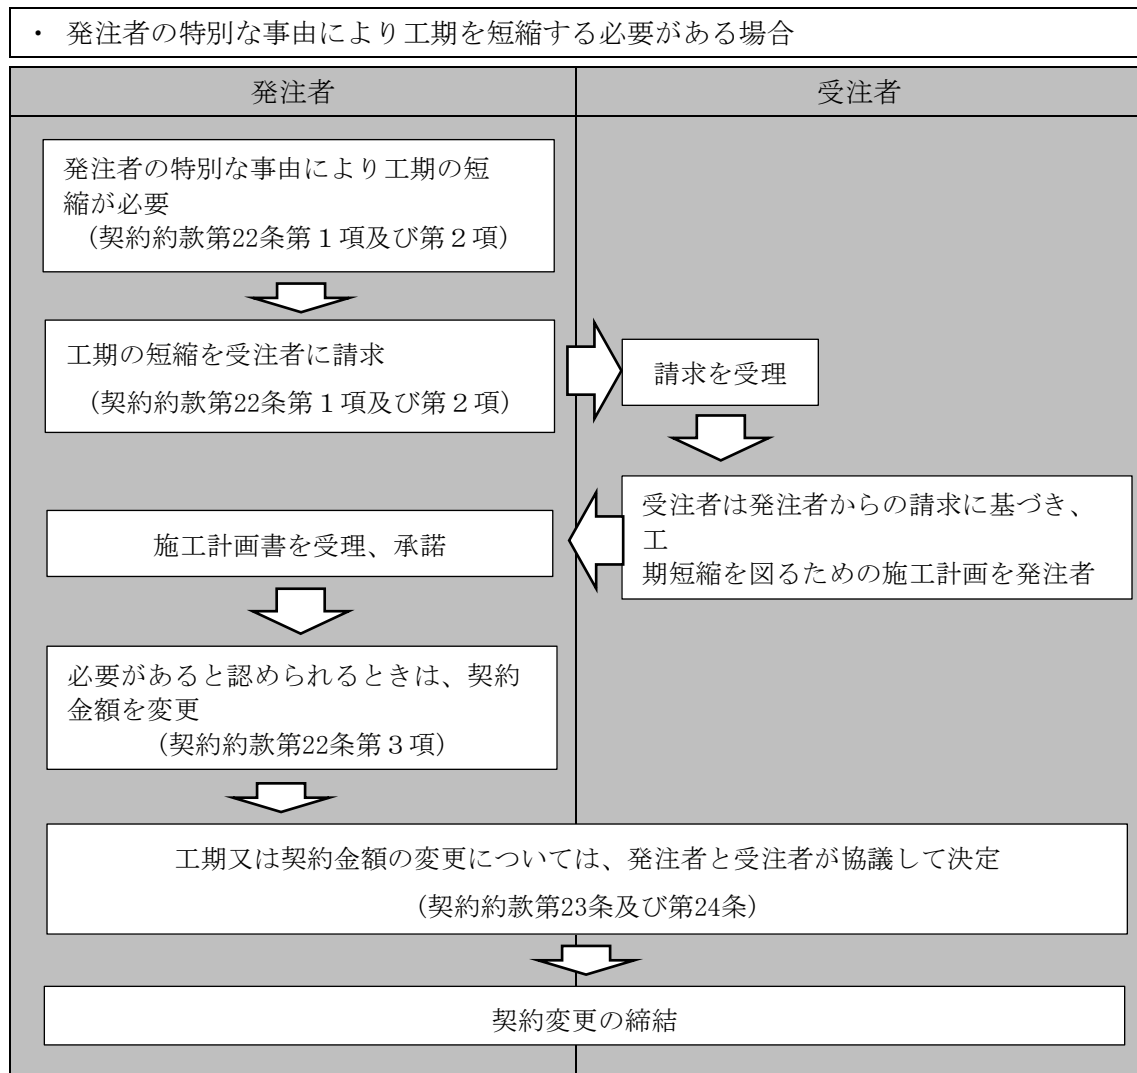 ・ 発注者の特別な事由により工期を短縮する必要がある場合
発注者
受注者
発注者の特別な事由により工期の短
縮が必要
（契約約款第22条第１項及び第２項）
工期の短縮を受注者に請求
（契約約款第22条第１項及び第２項）
請求を受理
受注者は発注者からの請求に基づき、
工
期短縮を図るための施工計画を発注者
施工計画書を受理、承諾
必要があると認められるときは、契約
金額を変更
（契約約款第22条第３項）
工期又は契約金額の変更については、発注者と受注者が協議して決定
（契約約款第23条及び第24条）
契約変更の締結